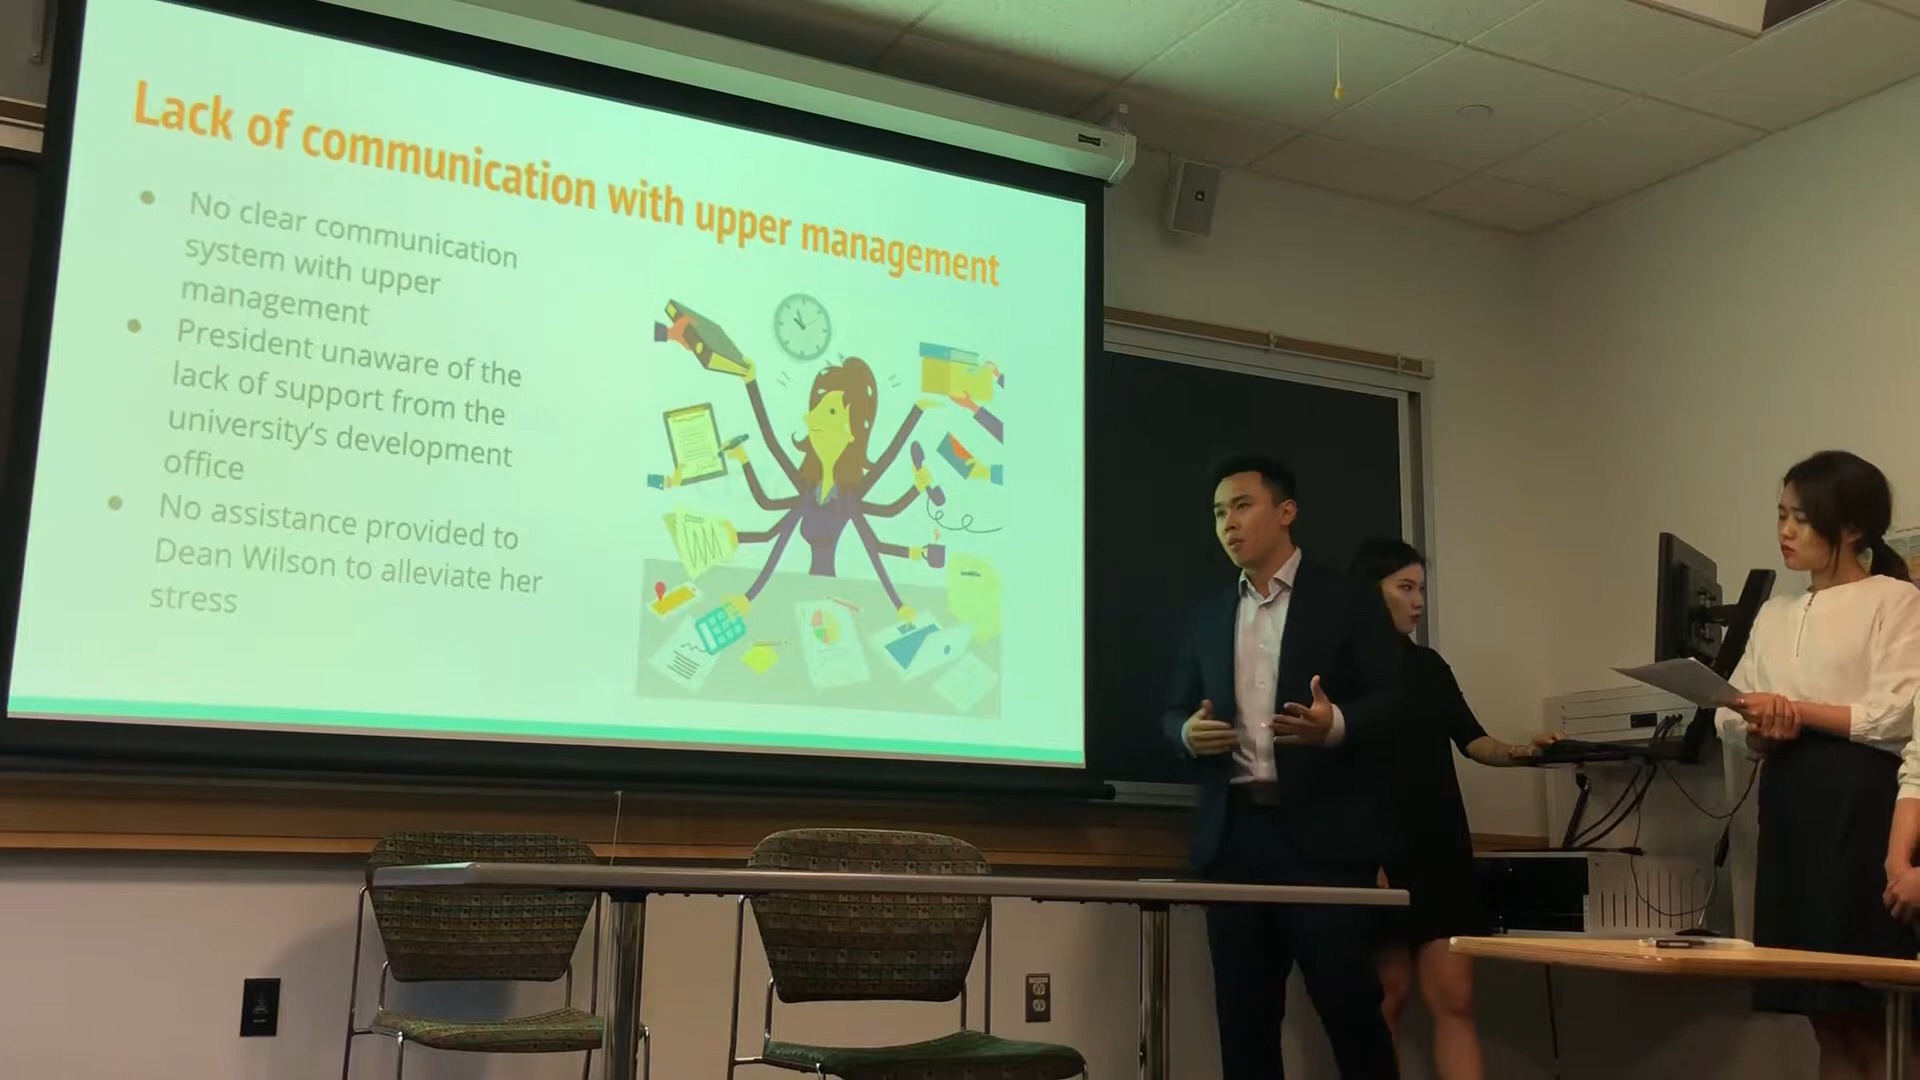 Lack of communication with upper management
No clear communication
system with upper
management
President unaware of the
lack of support from the
university's development
office
No assistance provided to
Dean Wilson to alleviate her
stress